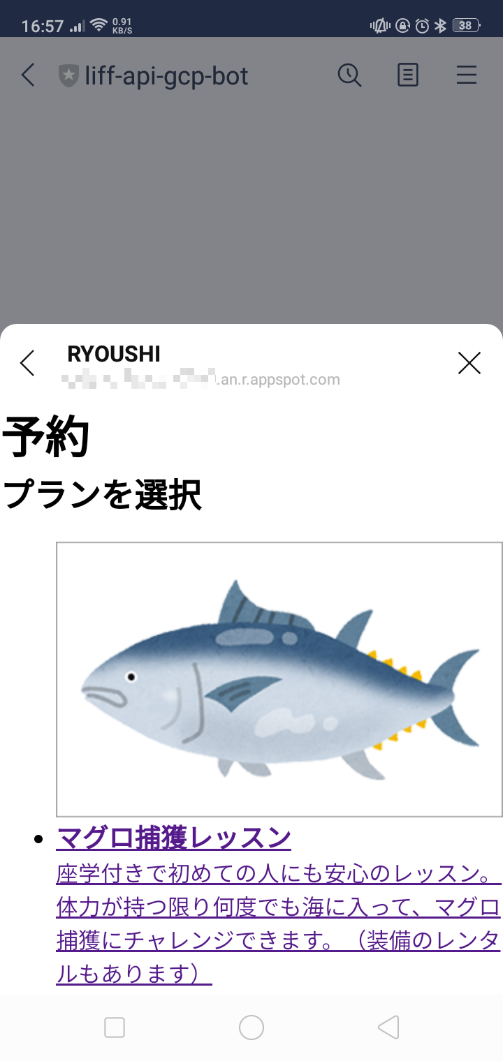 16:57 0.91 KB/S 38
liff-api-gcp-bot
RYOUSHI
.an.r.appspot.com
予約
プランを選択
マグロ捕獲レッスン
座学付きで初めての人にも安心のレッスン。
体力が持つ限り何度でも海に入って、マグロ
捕獲にチャレンジできます。（装備のレンタ
ルもあります）